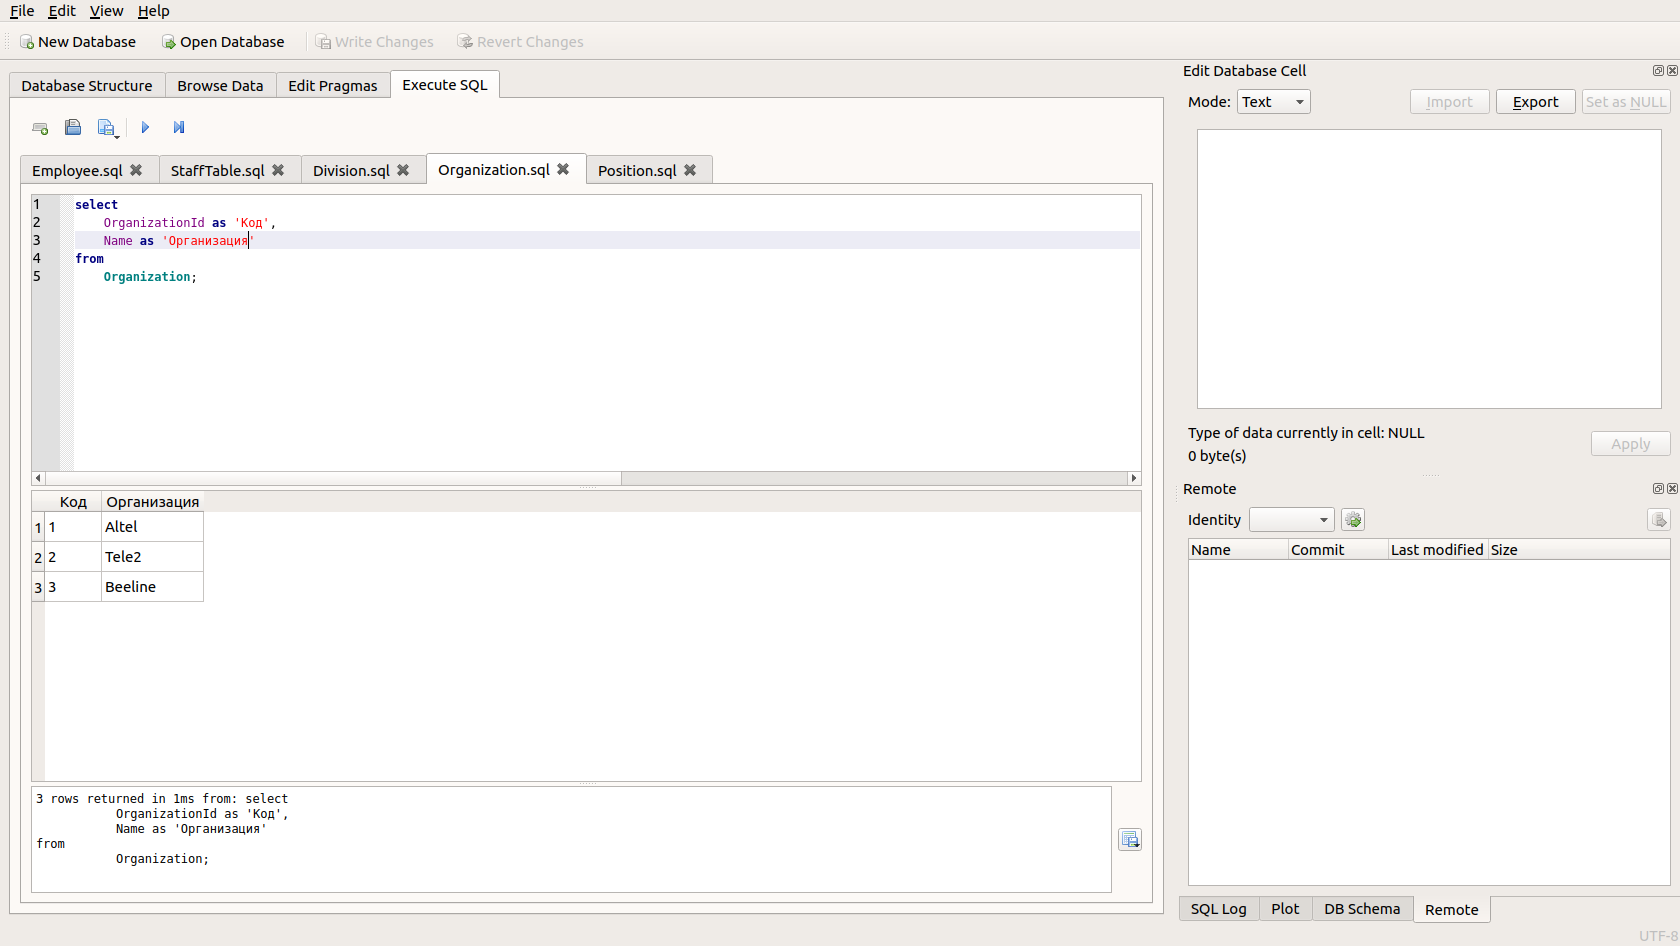 File Edit View Help
New Database Open Database Write Changes Revert Changes
Database Structure Browse Data Edit Pragmas Execute SQL
Employee.sql StaffTable.sql Division.sql Organization.sql Position.sql
1 select
2 OrganizationId as 'Код',
3 Name as 'Организация'
4 from
5 Organization;
Код Организация
1 1 Altel
2 2 Tele2
3 3 Beeline
3 rows returned in 1ms from: select
OrganizationId as 'Код',
Name as 'Организация'
from
Organization;
Edit Database Cell
Mode: Text Import Export Set as NULL
Type of data currently in cell: NULL
0 byte(s)
Apply
Remote
Identity
Name Commit Last modified Size
SQL Log Plot DB Schema Remote
UTF-8